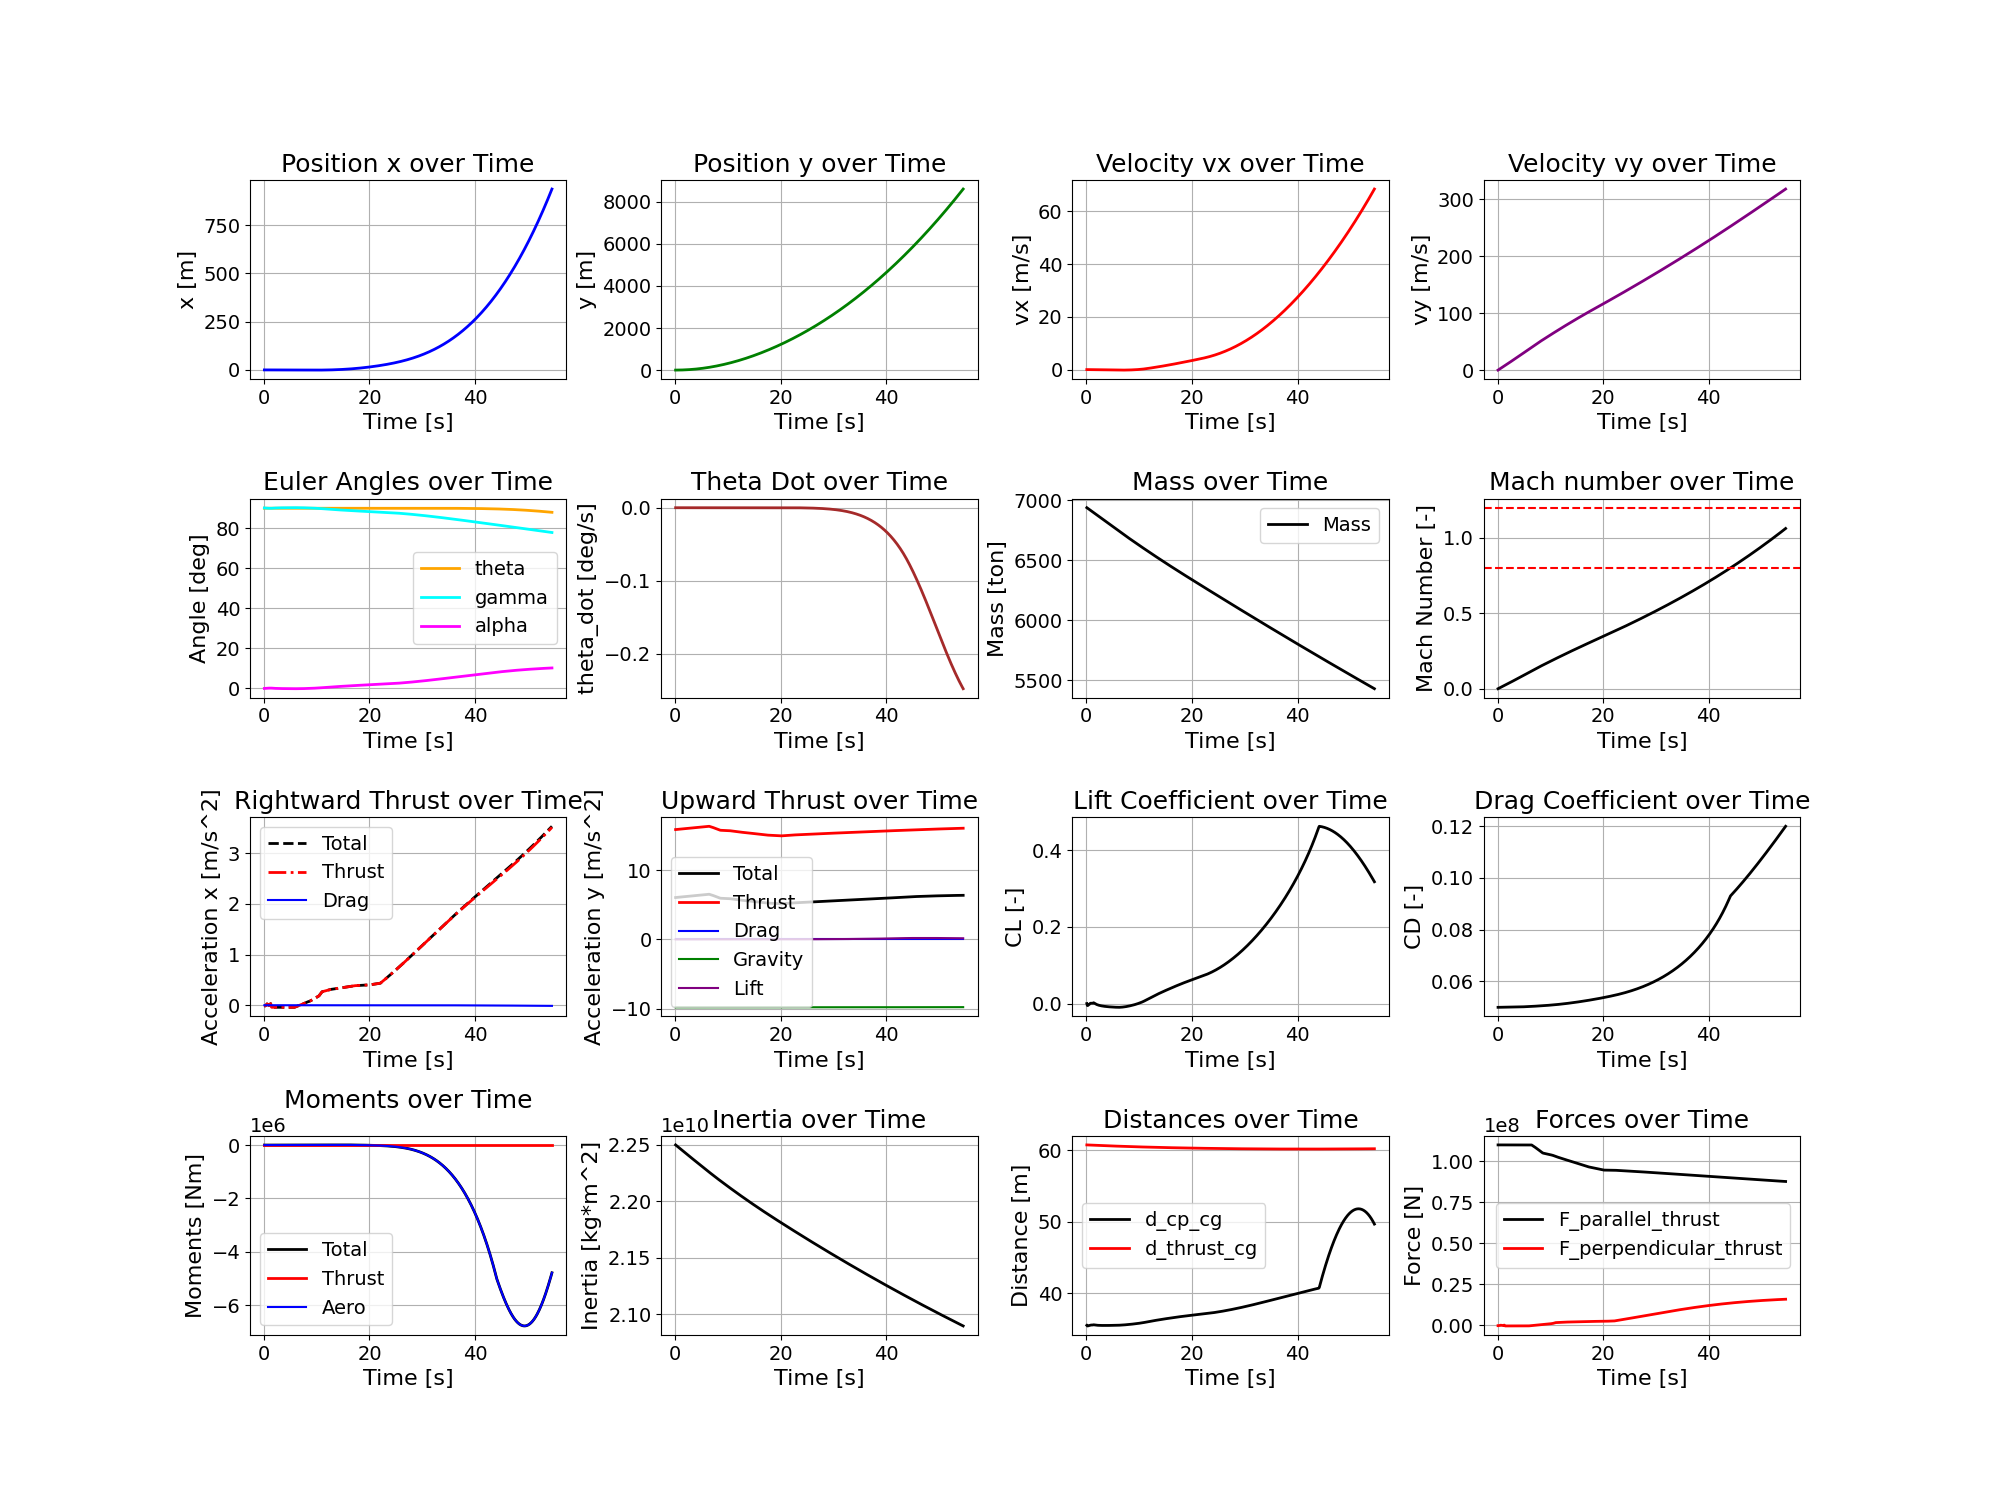 Position x over Time
x [m]
750
500
250
0
0 20 40
Time [s]
Position y over Time
y [m]
8000
6000
4000
2000
0
0 20 40
Time [s]
Velocity vx over Time
vx [m/s]
60
40
20
0
0 20 40
Time [s]
Velocity vy over Time
vy [m/s]
300
200
100
0
0 20 40
Time [s]
Euler Angles over Time
Angle [deg]
80
60
40
20
0
theta
gamma
alpha
0 20 40
Time [s]
Theta Dot over Time
theta_dot [deg/s]
0.0
−0.1
−0.2
0 20 40
Time [s]
Mass over Time
Mass [ton]
7000
6500
6000
5500
Mass
0 20 40
Time [s]
Mach number over Time
Mach Number [-]
1.0
0.5
0.0
0 20 40
Time [s]
Rightward Thrust over Time
Acceleration x [m/s^2]
3
2
1
0
Total
Thrust
Drag
0 20 40
Time [s]
Upward Thrust over Time
Acceleration y [m/s^2]
10
0
−10
Total
Thrust
Drag
Gravity
Lift
0 20 40
Time [s]
Lift Coefficient over Time
CL [-]
0.4
0.2
0.0
0 20 40
Time [s]
Drag Coefficient over Time
CD [-]
0.12
0.10
0.08
0.06
0 20 40
Time [s]
Moments over Time
1e6
Moments [Nm]
0
−2
−4
−6
Total
Thrust
Aero
0 20 40
Time [s]
Inertia over Time
1e10
Inertia [kg*m^2]
2.25
2.20
2.15
2.10
0 20 40
Time [s]
Distances over Time
Distance [m]
60
50
40
d_cp_cg
d_thrust_cg
0 20 40
Time [s]
Forces over Time
1e8
Force [N]
1.00
0.75
0.50
0.25
0.00
F_parallel_thrust
F_perpendicular_thrust
0 20 40
Time [s]